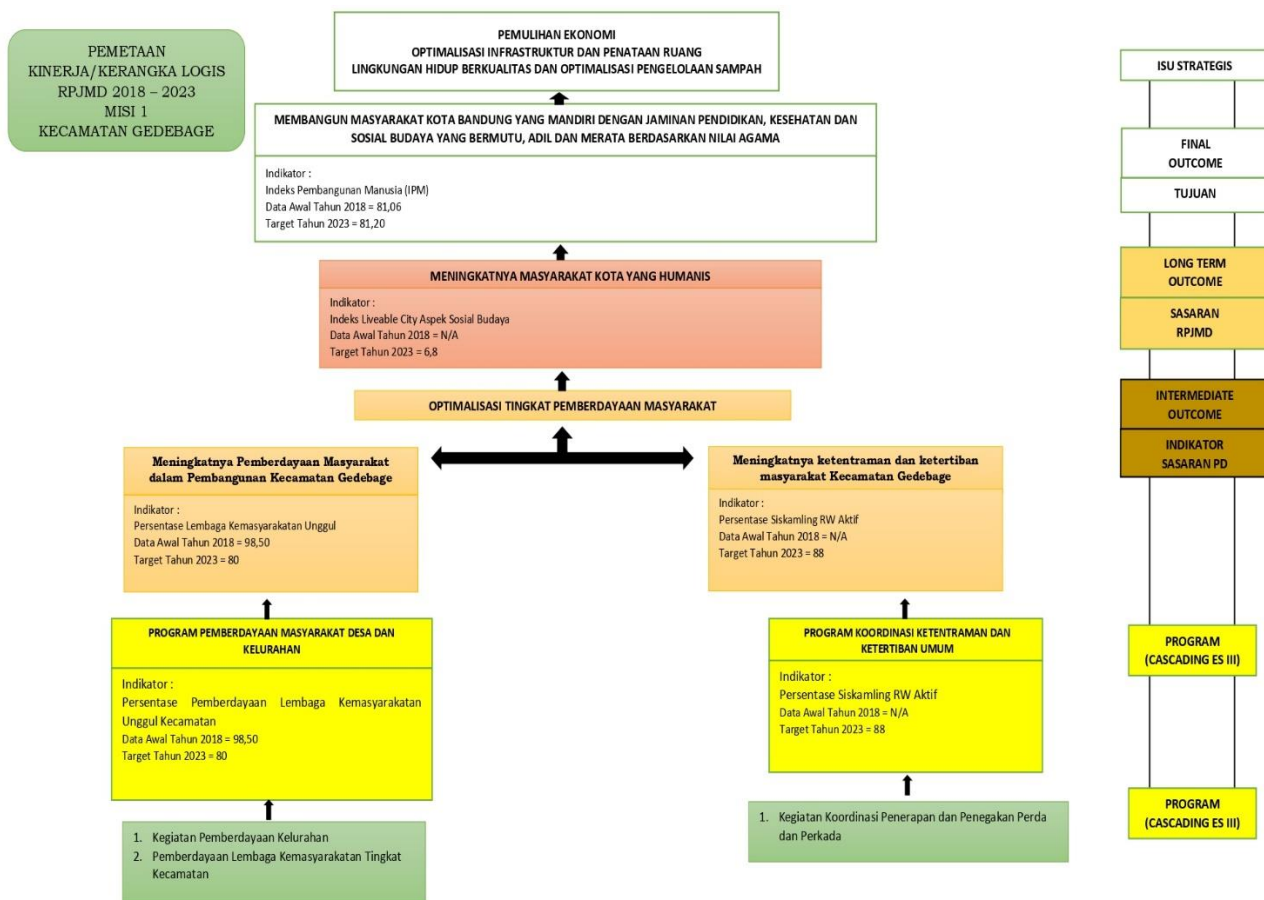 PEMETAAN
KINERJA/KERANGKA LOGIS
RPJMD 2018 – 2023
MISI 1
KECAMATAN GEDEBAGE
PEMULIHAN EKONOMI
OPTIMALISASI INFRASTRUKTUR DAN PENATAAN RUANG
LINGKUNGAN HIDUP BERKUALITAS DAN OPTIMALISASI PENGELOLAAN SAMPAH
MEMBANGUN MASYARAKAT KOTA BANDUNG YANG MANDIRI DENGAN JAMINAN PENDIDIKAN, KESEHATAN DAN
SOSIAL BUDAYA YANG BERMUTU, ADIL DAN MERATA BERDASARKAN NILAI AGAMA
Indikator :
Indeks Pembangunan Manusia (IPM)
Data Awal Tahun 2018 = 81,06
Target Tahun 2023 = 81,20
MENINGKATNYA MASYARAKAT KOTA YANG HUMANIS
Indikator :
Indeks Liveable City Aspek Sosial Budaya
Data Awal Tahun 2018 = N/A
Target Tahun 2023 = 6,8
OPTIMALISASI TINGKAT PEMBERDAYAAN MASYARAKAT
Meningkatnya Pemberdayaan Masyarakat
dalam Pembangunan Kecamatan Gedebage
Indikator :
Persentase Lembaga Kemasyarakatan Unggul
Data Awal Tahun 2018 = 98,50
Target Tahun 2023 = 80
Meningkatnya ketentraman dan ketertiban
masyarakat Kecamatan Gedebage
Indikator :
Persentase Siskamling RW Aktif
Data Awal Tahun 2018 = N/A
Target Tahun 2023 = 88
PROGRAM PEMBERDAYAAN MASYARAKAT DESA DAN
KELURAHAN
Indikator :
Persentase Pemberdayaan Lembaga Kemasyarakatan
Unggul Kecamatan
Data Awal Tahun 2018 = 98,50
Target Tahun 2023 = 80
PROGRAM KOORDINASI KETENTRAMAN DAN
KETERTIBAN UMUM
Indikator :
Persentase Siskamling RW Aktif
Data Awal Tahun 2018 = N/A
Target Tahun 2023 = 88
1. Kegiatan Pemberdayaan Kelurahan
2. Pemberdayaan Lembaga Kemasyarakatan Tingkat
Kecamatan
1. Kegiatan Koordinasi Penerapan dan Penegakan Perda
dan Perkada
ISU STRATEGIS
FINAL
OUTCOME
TUJUAN
LONG TERM
OUTCOME
SASARAN
RPJMD
INTERMEDIATE
OUTCOME
INDIKATOR
SASARAN PD
PROGRAM
(CASCADING ES III)
PROGRAM
(CASCADING ES III)